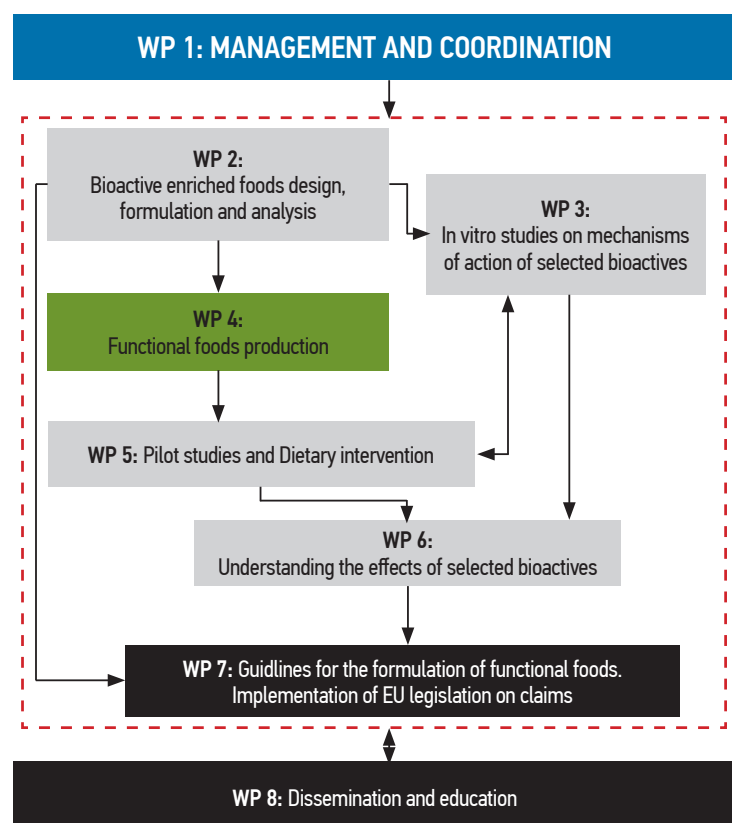 WP 1: MANAGEMENT AND COORDINATION
WP 2:
Bioactive enriched foods design,
formulation and analysis
WP 3:
In vitro studies on mechanisms
of action of selected bioactives
WP 4:
Functional foods production
WP 5: Pilot studies and Dietary intervention
WP 6:
Understanding the effects of selected bioactives
WP 7: Guidlines for the formulation of functional foods.
Implementation of EU legislation on claims
WP 8: Dissemination and education